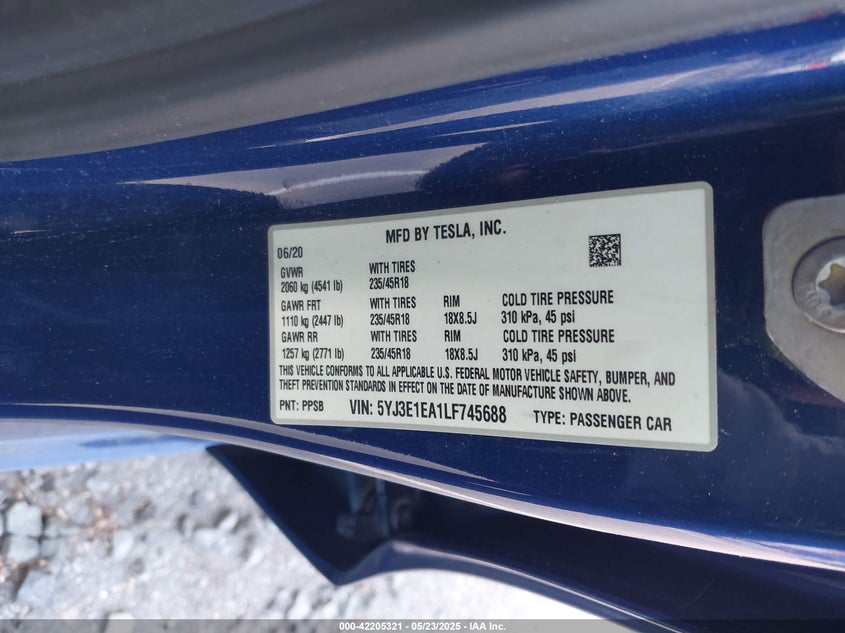 MFD BY TESLA, INC.
06/20
GVWR WITH TIRES
2060 kg (4541 lb) 235/45R18
GAWR FRT WITH TIRES RIM COLD TIRE PRESSURE
1110 kg (2447 lb) 235/45R18 18X8.5J 310 kPa, 45 psi
GAWR RR WITH TIRES RIM COLD TIRE PRESSURE
1257 kg (2771 lb) 235/45R18 18X8.5J 310 kPa, 45 psi
THIS VEHICLE CONFORMS TO ALL APPLICABLE U.S. FEDERAL MOTOR VEHICLE SAFETY, BUMPER, AND
THEFT PREVENTION STANDARDS IN EFFECT ON THE DATE OF MANUFACTURE SHOWN ABOVE.
PNT: PPSB VIN: 5YJ3E1EA1LF745688 TYPE: PASSENGER CAR
000-42205321 - 05/23/2025 - IAA Inc.